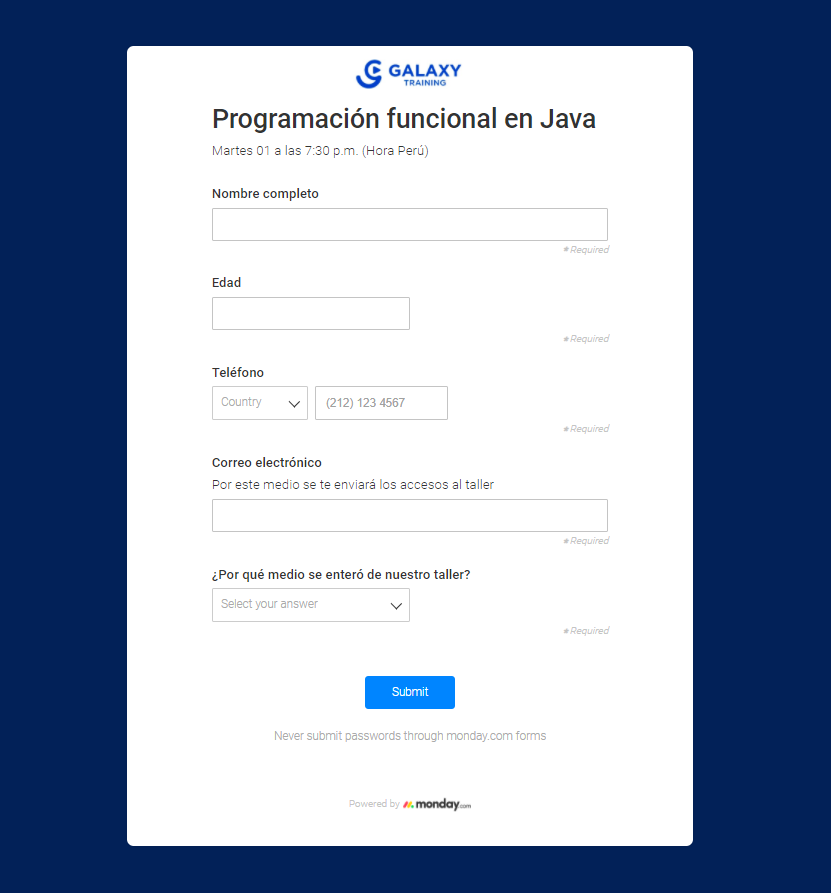 GALAXY
TRAINING
Programación funcional en Java
Martes 01 a las 7:30 p.m. (Hora Perú)
Nombre completo
* Required
Edad
* Required
Teléfono
Country
(212) 123 4567
* Required
Correo electrónico
Por este medio se te enviará los accesos al taller
* Required
¿Por qué medio se enteró de nuestro taller?
Select your answer
* Required
Submit
Never submit passwords through monday.com forms
Powered by monday.com